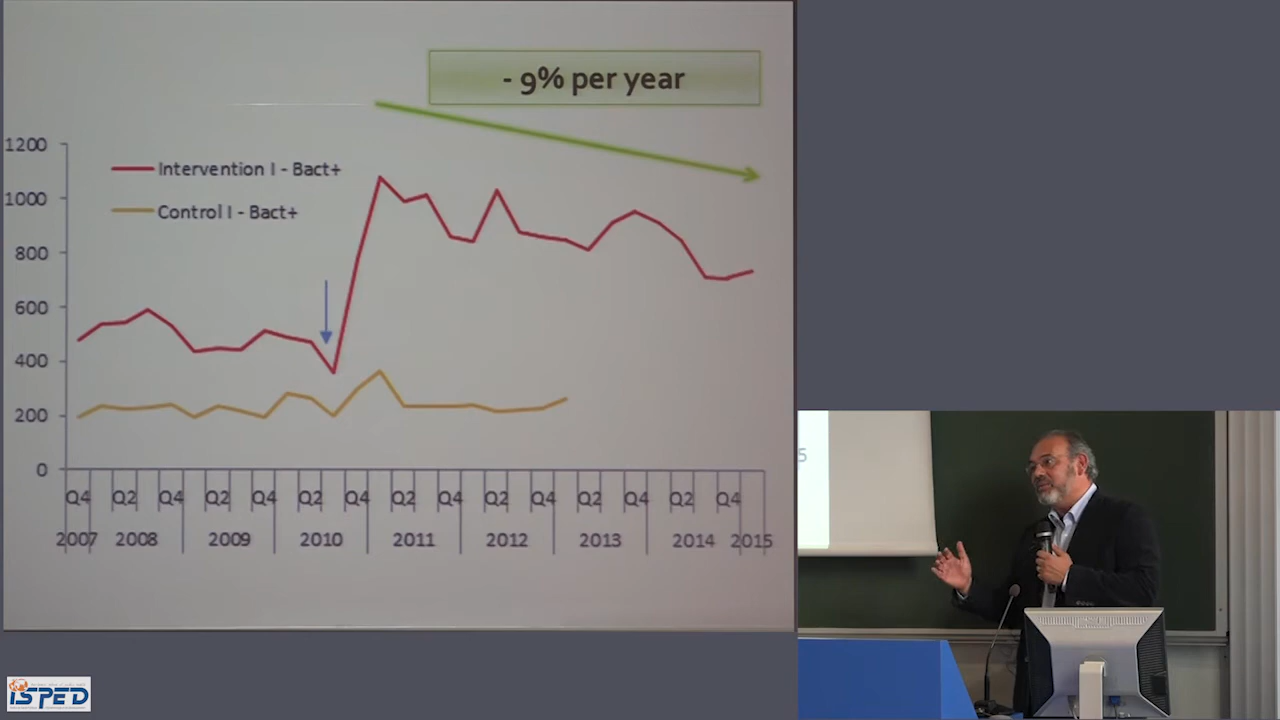 - 9% per year
1200
1000
800
600
400
200
0
Intervention I - Bact+
Control I - Bact+
Q4 Q2 Q4 Q2 Q4 Q2 Q4 Q2 Q4 Q2 Q4 Q2 Q4 Q2 Q4
2007 2008 2009 2010 2011 2012 2013 2014 2015
5
iSPED